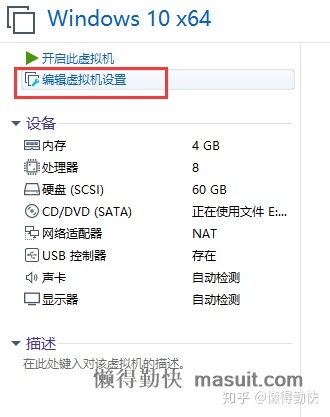 Windows 10 x64
开启此虚拟机
编辑虚拟机设置
设备
内存 4 GB
处理器 8
硬盘 (SCSI) 60 GB
CD/DVD (SATA) 正在使用文件 E:...
网络适配器 NAT
USB 控制器 存在
声卡 自动检测
显示器 自动检测
描述
在此处键入对该虚拟机的描述。
懒得勤快 masuit.com
知乎 @懒得勤快